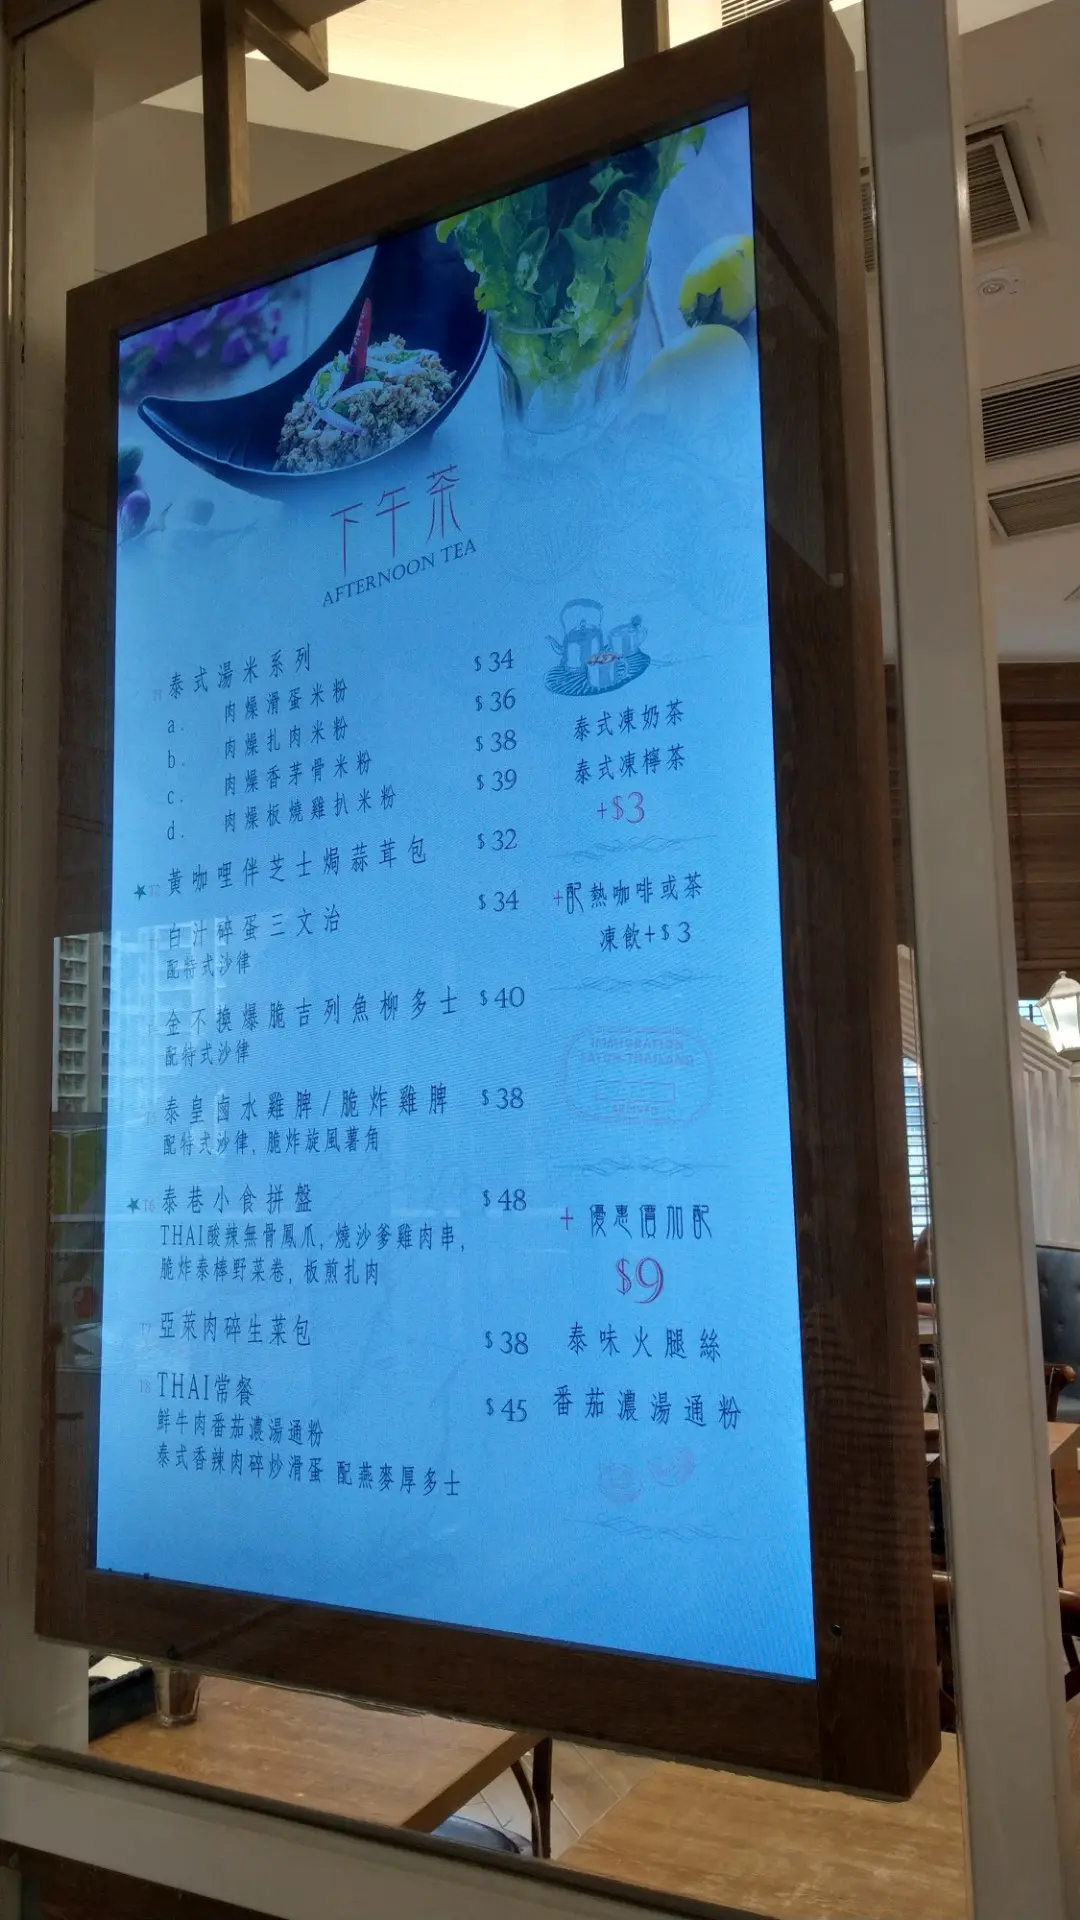 下午茶
AFTERNOON TEA
泰式湯米系列
a. 肉燥滑蛋米粉 $34
b. 肉燥扎肉米粉 $36
c. 肉燥香茅骨米粉 $38
d. 肉燥板燒雞扒米粉 $39
黃咖哩伴芝士焗蒜茸包 $32
白汁碎蛋三文治 $34
配特式沙律
金不換爆脆吉列魚柳多士 $40
配特式沙律
泰皇鹵水雞脾/脆炸雞脾 $38
配特式沙律, 脆炸旋風薯角
T6 泰巷小食拼盤 $48
THAI酸辣無骨鳳爪, 燒沙爹雞肉串,
脆炸泰棒野菜卷, 板煎扎肉
亞萊肉碎生菜包 $38
T8 THAI常餐 $45
鮮牛肉番茄濃湯通粉
泰式香辣肉碎炒滑蛋 配燕麥厚多士
泰式凍奶茶
泰式凍檸茶
+$3
+配熱咖啡或茶
凍飲+$3
+ 優惠價加配
$9
泰味火腿絲
番茄濃湯通粉